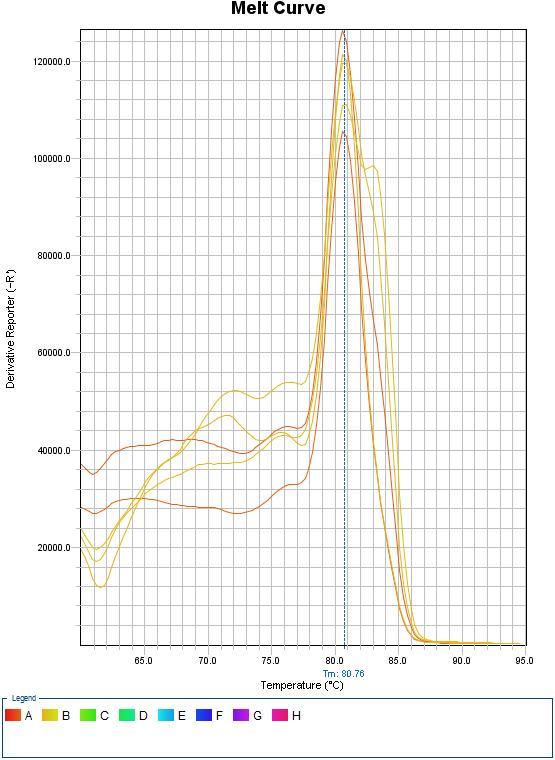 Melt Curve
120000.0
100000.0
80000.0
60000.0
40000.0
20000.0
Derivative Reporter (-R')
65.0 70.0 75.0 80.0 85.0 90.0 95.0
Tm: 80.76
Temperature (°C)
Legend
A B C D E F G H